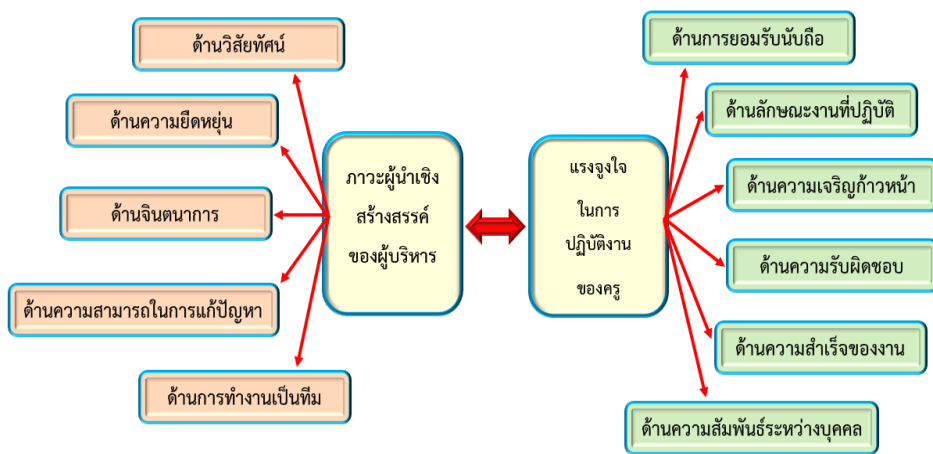 ด้านวิสัยทัศน์
ด้านความยืดหยุ่น
ด้านจินตนาการ
ด้านความสามารถในการแก้ปัญหา
ด้านการทำงานเป็นทีม
ภาวะผู้นำเชิง
สร้างสรรค์
ของผู้บริหาร
แรงจูงใจ
ในการ
ปฏิบัติงาน
ของครู
ด้านการยอมรับนับถือ
ด้านลักษณะงานที่ปฏิบัติ
ด้านความเจริญก้าวหน้า
ด้านความรับผิดชอบ
ด้านความสำเร็จของงาน
ด้านความสัมพันธ์ระหว่างบุคคล